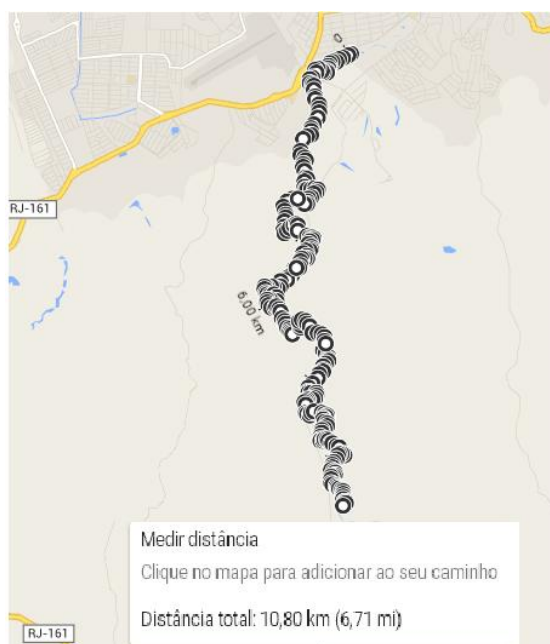 0
RJ-161
6.00 km
Medir distância
Clique no mapa para adicionar ao seu caminho
Distância total: 10,80 km (6,71 mi)
RJ-161